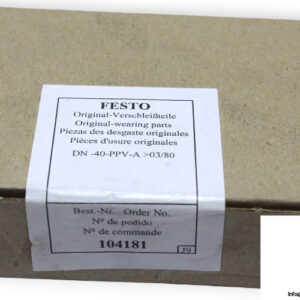 FESTO
Original-Verschleißteile
Original-wearing parts
Piezas des desgaste originales
Pièces d'usure originales
DN -40-PPV-A >03/80
Best.-Nr. Order No.
Nº de pedido
Nº de commande
104181
J9